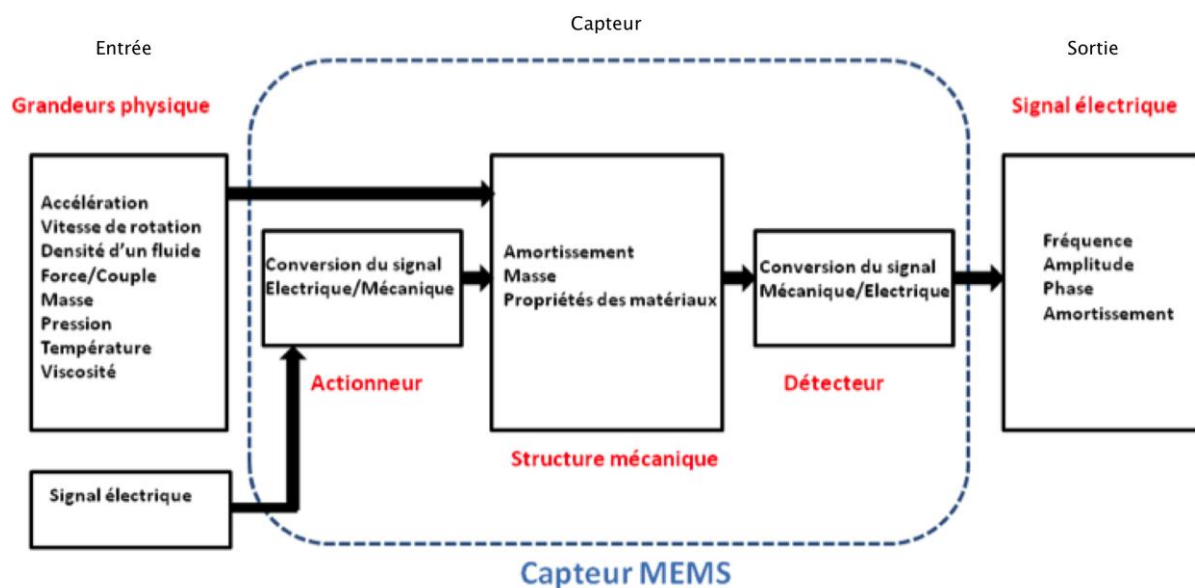 Capteur
Entrée
Sortie
Grandeurs physique
Signal électrique
Accélération
Vitesse de rotation
Densité d'un fluide
Force/Couple
Masse
Pression
Température
Viscosité
Conversion du signal
Electrique/Mécanique
Actionneur
Amortissement
Masse
Propriétés des matériaux
Structure mécanique
Conversion du signal
Mécanique/Electrique
Détecteur
Fréquence
Amplitude
Phase
Amortissement
Signal électrique
Capteur MEMS